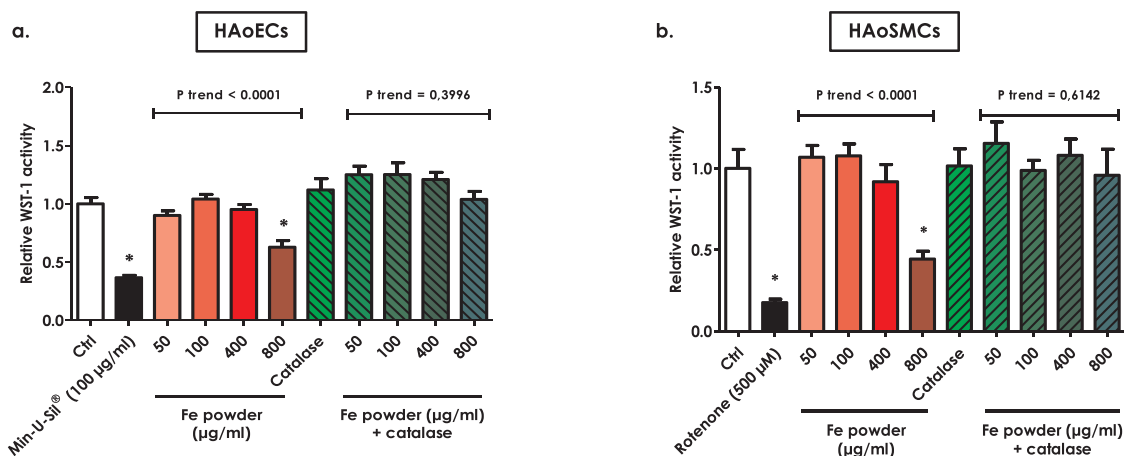 a.
HAoECs
Relative WST-1 activity
2.0
1.5
1.0
0.5
0.0
P trend < 0.0001
P trend = 0,3996
*
*
Ctrl
Min-U-Sil® (100 µg/ml)
50
100
400
800
Catalase
50
100
400
800
Fe powder
(µg/ml)
Fe powder (µg/ml)
+ catalase
b.
HAoSMCs
Relative WST-1 activity
1.5
1.0
0.5
0.0
P trend < 0.0001
P trend = 0,6142
*
*
Ctrl
Rotenone (500 µM)
50
100
400
800
Catalase
50
100
400
800
Fe powder
(µg/ml)
Fe powder (µg/ml)
+ catalase